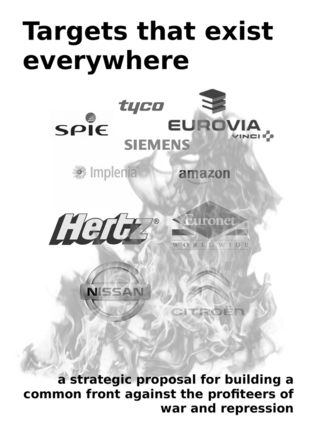 Targets that exist
everywhere
tyco
SPIE
EUROVIA
VINCI
SIEMENS
Implenia
amazon
Hertz®
euronet
WORLDWIDE
NISSAN
CITROËN
a strategic proposal for building a
common front against the profiteers of
war and repression